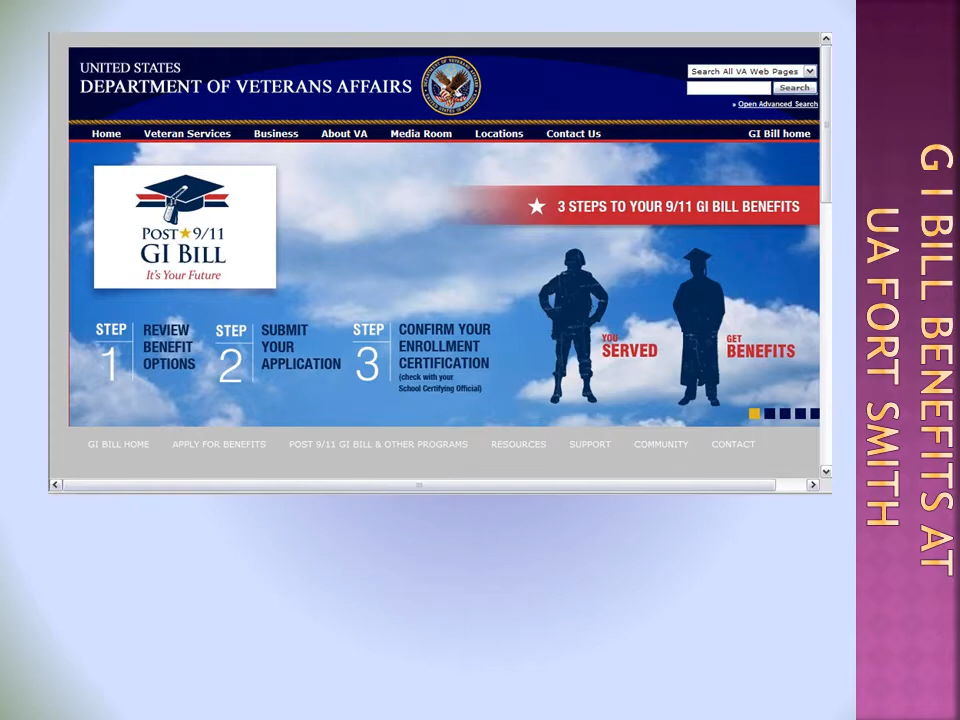 UNITED STATES
DEPARTMENT OF VETERANS AFFAIRS
Search All VA Web Pages
Search
» Open Advanced Search
Home Veteran Services Business About VA Media Room Locations Contact Us GI Bill home
POST 9/11
GI BILL
It's Your Future
3 STEPS TO YOUR 9/11 GI BILL BENEFITS
STEP
1
REVIEW
BENEFIT
OPTIONS
STEP
2
SUBMIT
YOUR
APPLICATION
STEP
3
CONFIRM YOUR
ENROLLMENT
CERTIFICATION
(check with your
School Certifying Official)
YOU
SERVED
GET
BENEFITS
GI BILL HOME APPLY FOR BENEFITS POST 9/11 GI BILL & OTHER PROGRAMS RESOURCES SUPPORT COMMUNITY CONTACT
G I BILL BENEFITS AT
UA FORT SMITH